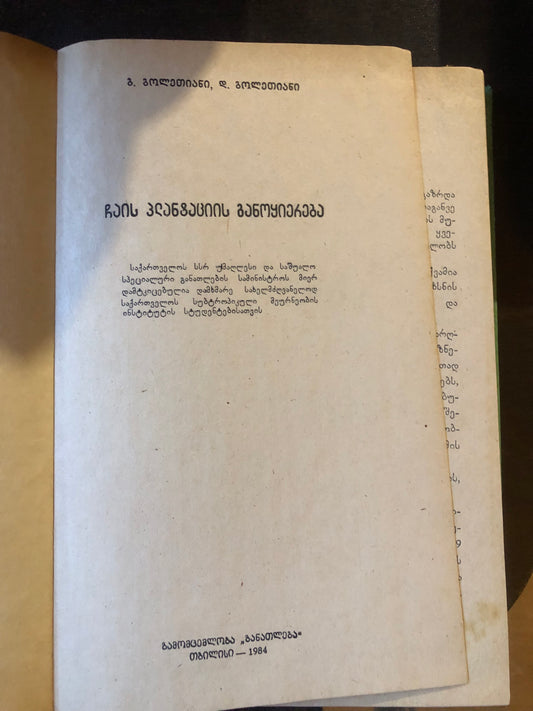 გ. გოლეთიანი, დ. გოლეთიანი
ჩაის პლანტაციის განოყიერება
საქართველოს სსრ უმაღლესი და საშუალო
სპეციალური განათლების სამინისტროს მიერ
დამტკიცებულია დამხმარე სახელმძღვანელოდ
საქართველოს სუბტროპიკული მეურნეობის
ინსტიტუტის სტუდენტებისათვის
გამომცემლობა „განათლება“
თბილისი — 1984
და